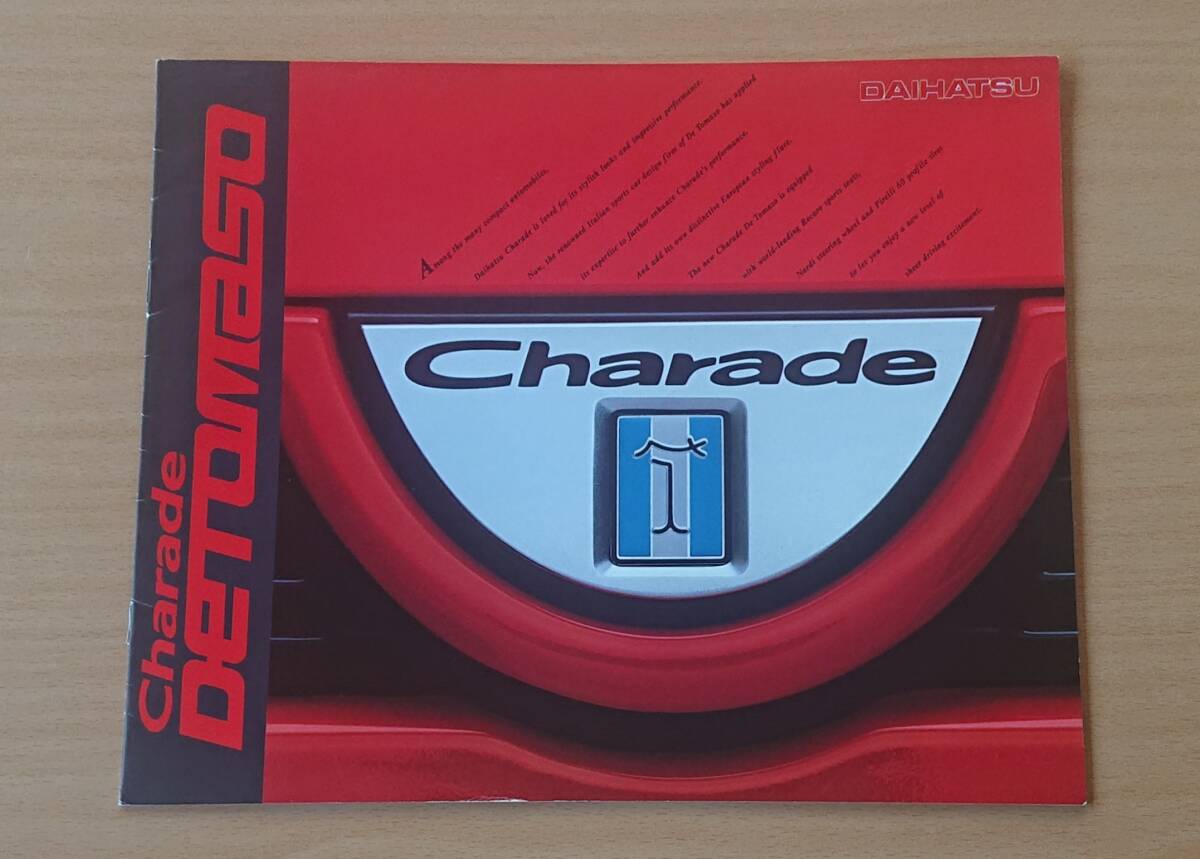 Charade
DeTOMaSO
DAIHATSU
Among the many compact automobiles,
Daihatsu Charade is loved for its stylish looks and impressive performance.
Now, the renowned Italian sports car design firm of De Tomaso has applied
its expertise to further enhance Charade's performance.
And add its own distinctive European styling flare.
The new Charade De Tomaso is equipped
with world-leading Recaro sports seats,
Nardi steering wheel and Pirelli 60 profile tires
to let you enjoy a new level of
sheer driving excitement.
Charade